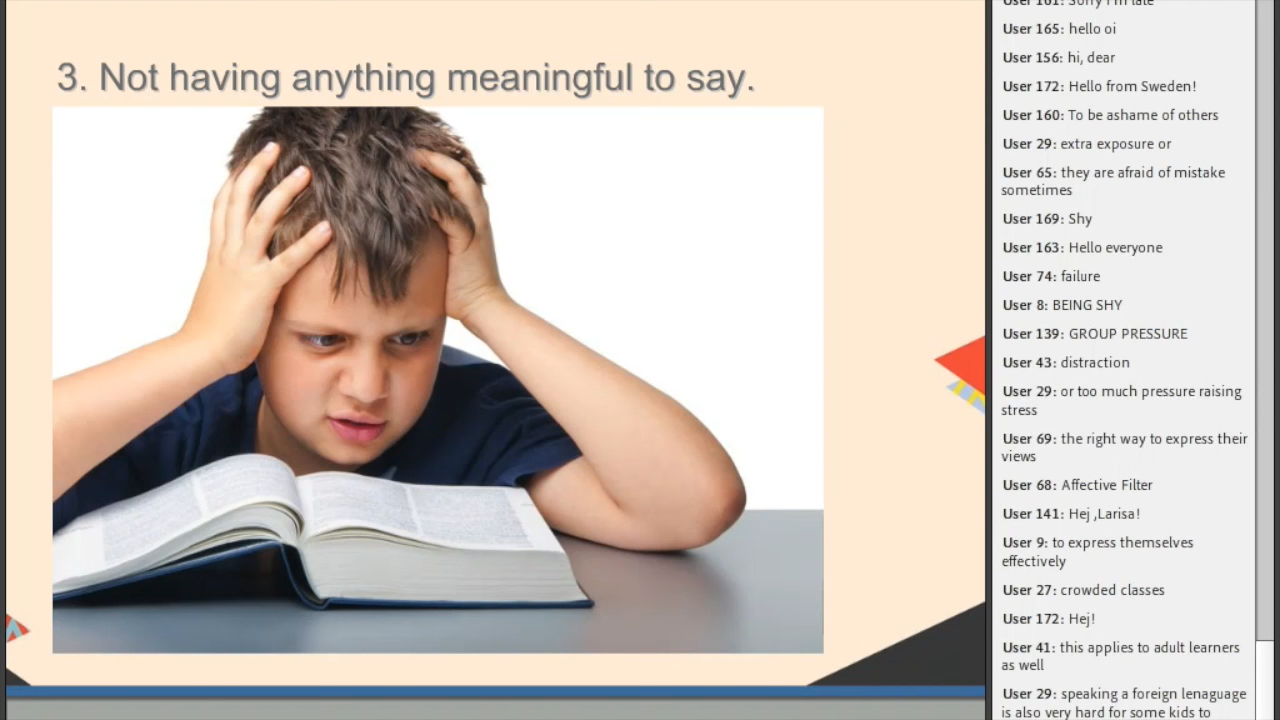 3. Not having anything meaningful to say.
User 161: Sorry I'm late
User 165: hello oi
User 156: hi, dear
User 172: Hello from Sweden!
User 160: To be ashame of others
User 29: extra exposure or
User 65: they are afraid of mistake
sometimes
User 169: Shy
User 163: Hello everyone
User 74: failure
User 8: BEING SHY
User 139: GROUP PRESSURE
User 43: distraction
User 29: or too much pressure raising
stress
User 69: the right way to express their
views
User 68: Affective Filter
User 141: Hej ,Larisa!
User 9: to express themselves
effectively
User 27: crowded classes
User 172: Hej!
User 41: this applies to adult learners
as well
User 29: speaking a foreign lenaguage
is also very hard for some kids to